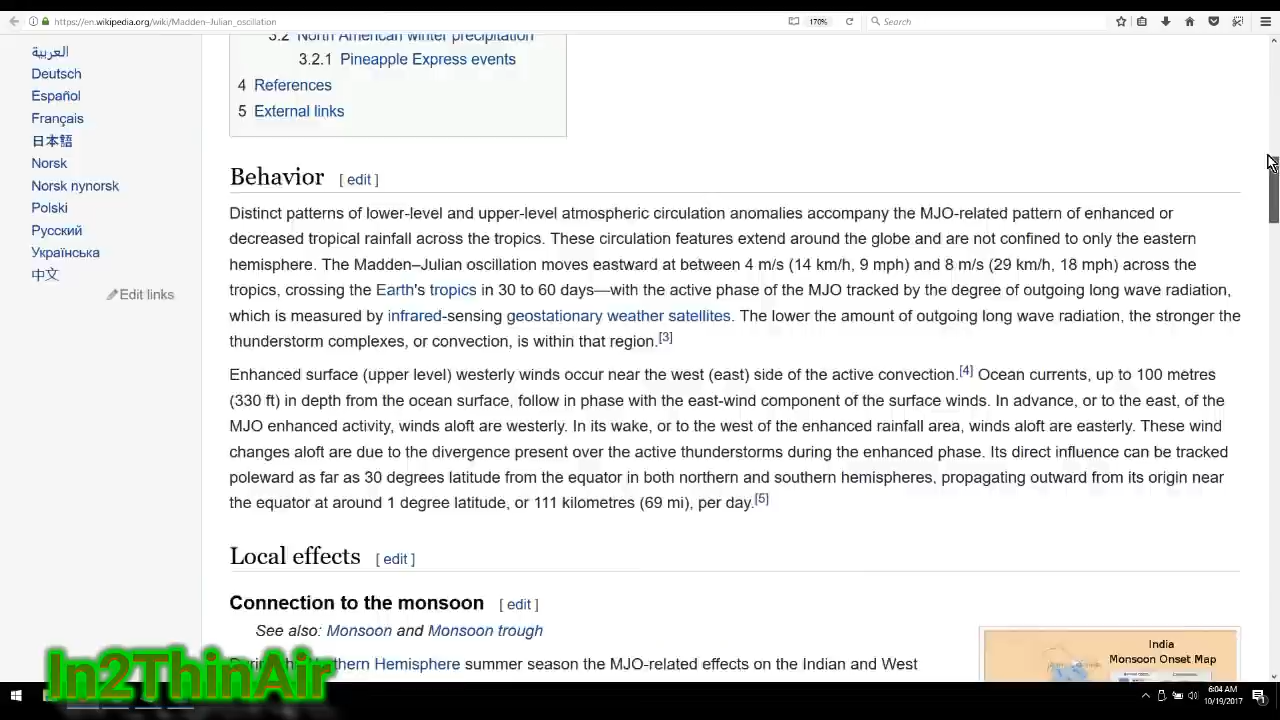 https://en.wikipedia.org/wiki/Madden–Julian_oscillation
170%
Search
العربية
Deutsch
Español
Français
日本語
Norsk
Norsk nynorsk
Polski
Русский
Українська
中文
Edit links
3.2 North American winter precipitation
3.2.1 Pineapple Express events
4 References
5 External links
Behavior [ edit ]
Distinct patterns of lower-level and upper-level atmospheric circulation anomalies accompany the MJO-related pattern of enhanced or
decreased tropical rainfall across the tropics. These circulation features extend around the globe and are not confined to only the eastern
hemisphere. The Madden–Julian oscillation moves eastward at between 4 m/s (14 km/h, 9 mph) and 8 m/s (29 km/h, 18 mph) across the
tropics, crossing the Earth's tropics in 30 to 60 days—with the active phase of the MJO tracked by the degree of outgoing long wave radiation,
which is measured by infrared-sensing geostationary weather satellites. The lower the amount of outgoing long wave radiation, the stronger the
thunderstorm complexes, or convection, is within that region.[3]
Enhanced surface (upper level) westerly winds occur near the west (east) side of the active convection.[4] Ocean currents, up to 100 metres
(330 ft) in depth from the ocean surface, follow in phase with the east-wind component of the surface winds. In advance, or to the east, of the
MJO enhanced activity, winds aloft are westerly. In its wake, or to the west of the enhanced rainfall area, winds aloft are easterly. These wind
changes aloft are due to the divergence present over the active thunderstorms during the enhanced phase. Its direct influence can be tracked
poleward as far as 30 degrees latitude from the equator in both northern and southern hemispheres, propagating outward from its origin near
the equator at around 1 degree latitude, or 111 kilometres (69 mi), per day.[5]
Local effects [ edit ]
Connection to the monsoon [ edit ]
See also: Monsoon and Monsoon trough
Hemisphere summer season the MJO-related effects on the Indian and West
India
Monsoon Onset Map
In2ThinAir
6:04 AM
10/19/2017